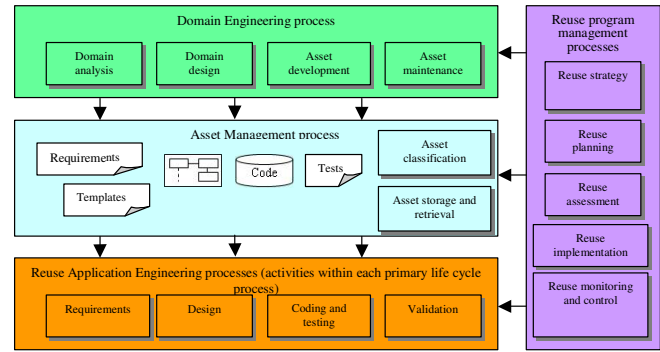 Domain Engineering process
Domain
analysis
Domain
design
Asset
development
Asset
maintenance
Asset Management process
Requirements
Templates
Code
Tests
Asset
classification
Asset storage and
retrieval
Reuse Application Engineering processes (activities within each primary life cycle
process)
Requirements
Design
Coding and
testing
Validation
Reuse program
management
processes
Reuse strategy
Reuse
planning
Reuse
assessment
Reuse
implementation
Reuse monitoring
and control